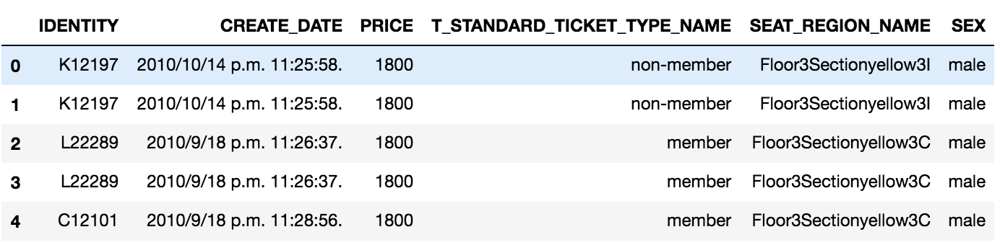 IDENTITY CREATE_DATE PRICE T_STANDARD_TICKET_TYPE_NAME SEAT_REGION_NAME SEX
0 K12197 2010/10/14 p.m. 11:25:58. 1800 non-member Floor3Sectionyellow3I male
1 K12197 2010/10/14 p.m. 11:25:58. 1800 non-member Floor3Sectionyellow3I male
2 L22289 2010/9/18 p.m. 11:26:37. 1800 member Floor3Sectionyellow3C male
3 L22289 2010/9/18 p.m. 11:26:37. 1800 member Floor3Sectionyellow3C male
4 C12101 2010/9/18 p.m. 11:28:56. 1800 member Floor3Sectionyellow3C male